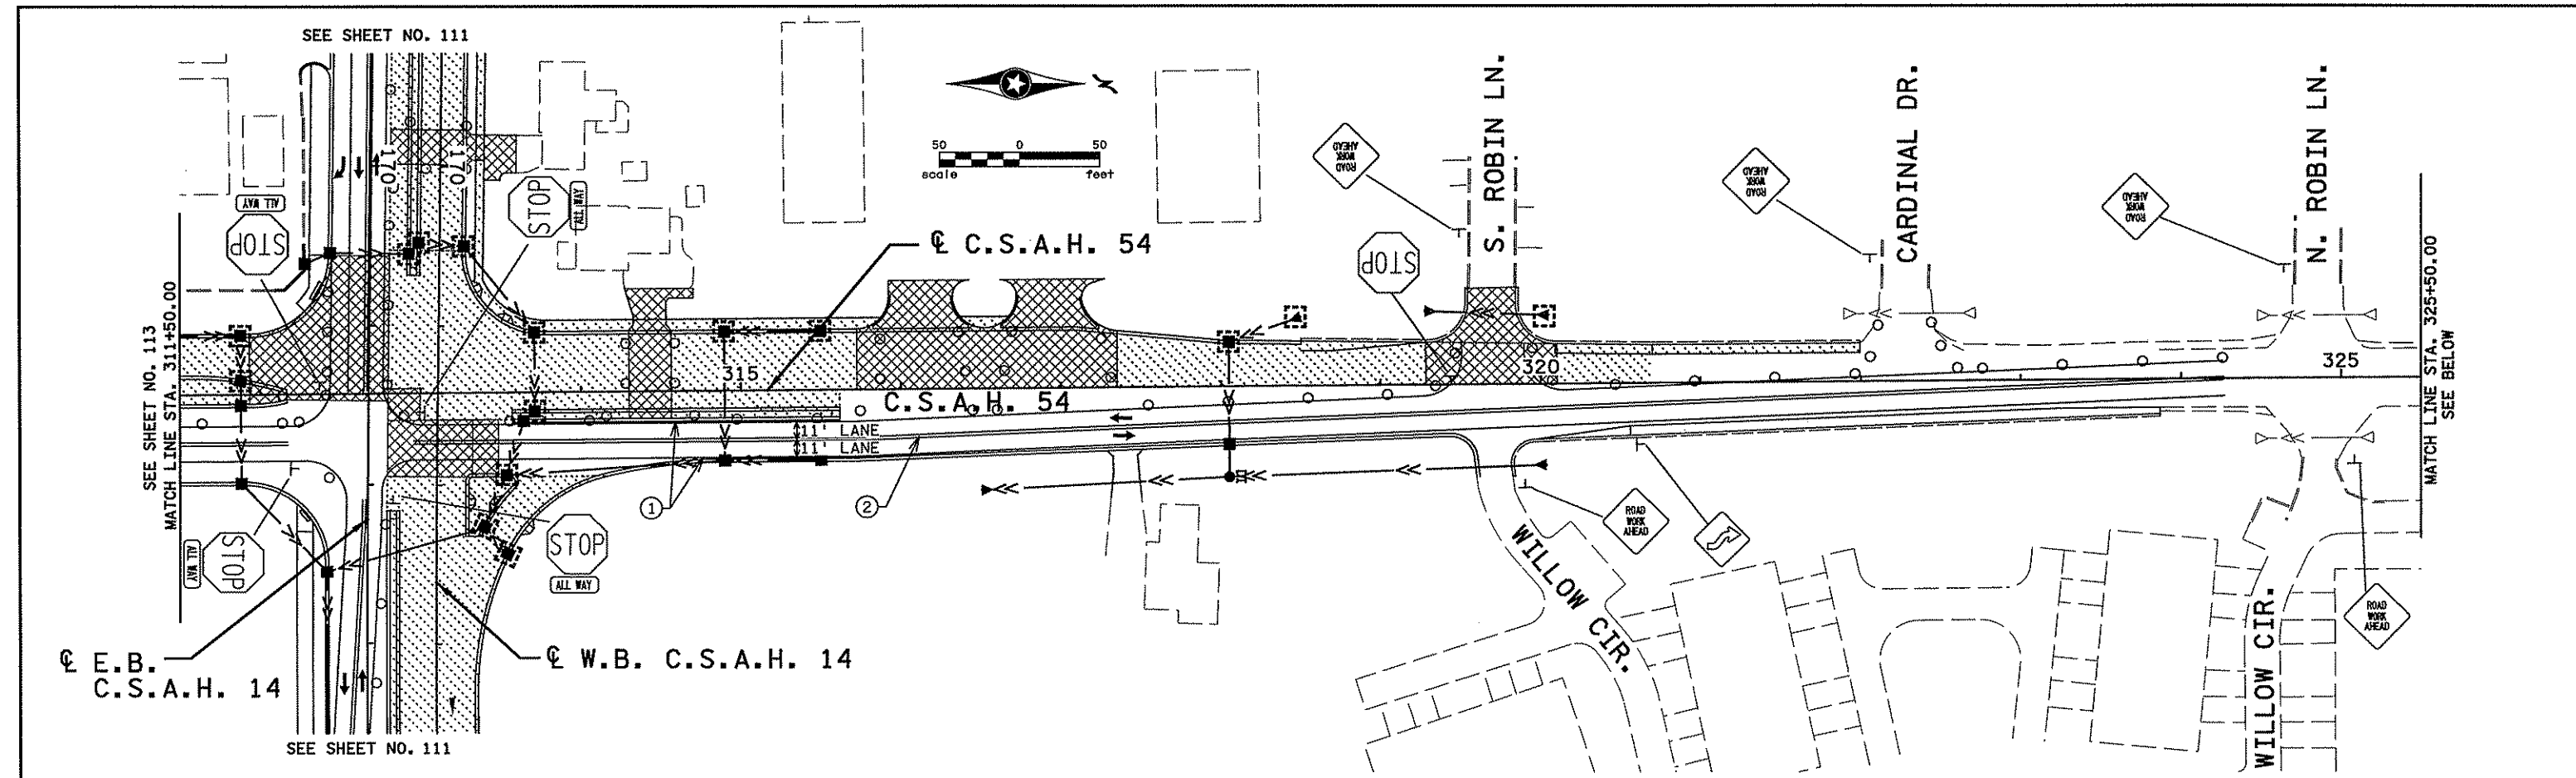 SEE SHEET NO. 111
SEE SHEET NO. 113
MATCH LINE STA. 311+50.00
170
170
ALL WAY
STOP
STOP
ALL WAY
50 0 50
scale feet
℄ C.S.A.H. 54
ROAD
WORK
AHEAD
S. ROBIN LN.
ROAD
WORK
AHEAD
CARDINAL DR.
ROAD
WORK
AHEAD
N. ROBIN LN.
STOP
MATCH LINE STA. 325+50.00
SEE BELOW
315
320
325
C.S.A.H. 54
11' LANE
11' LANE
1
2
STOP
ALL WAY
STOP
ALL WAY
ROAD
WORK
AHEAD
WILLOW CIR.
ROAD
WORK
AHEAD
WILLOW CIR.
℄ E.B.
C.S.A.H. 14
℄ W.B. C.S.A.H. 14
SEE SHEET NO. 111